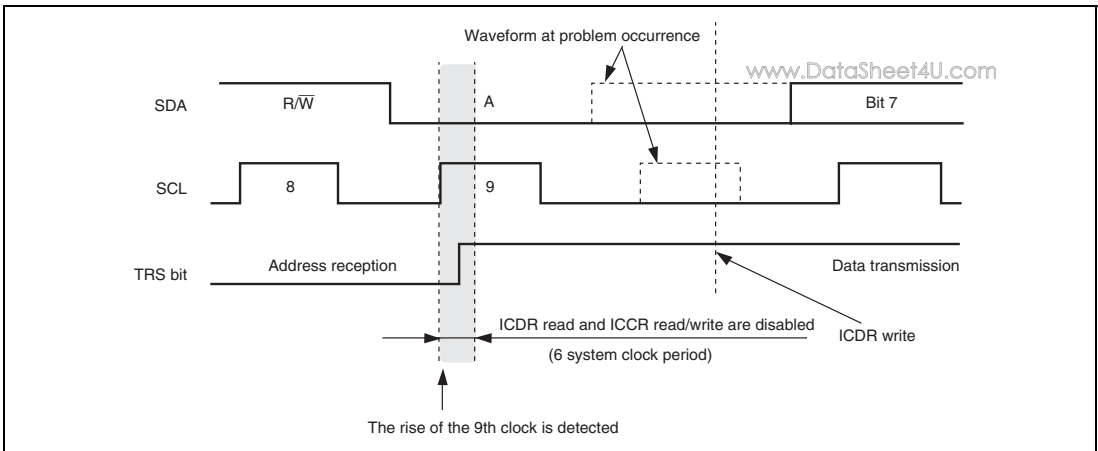 Waveform at problem occurrence
www.DataSheet4U.com
SDA
R/W̅
A
Bit 7
SCL
8
9
TRS bit
Address reception
Data transmission
ICDR read and ICCR read/write are disabled
(6 system clock period)
ICDR write
The rise of the 9th clock is detected